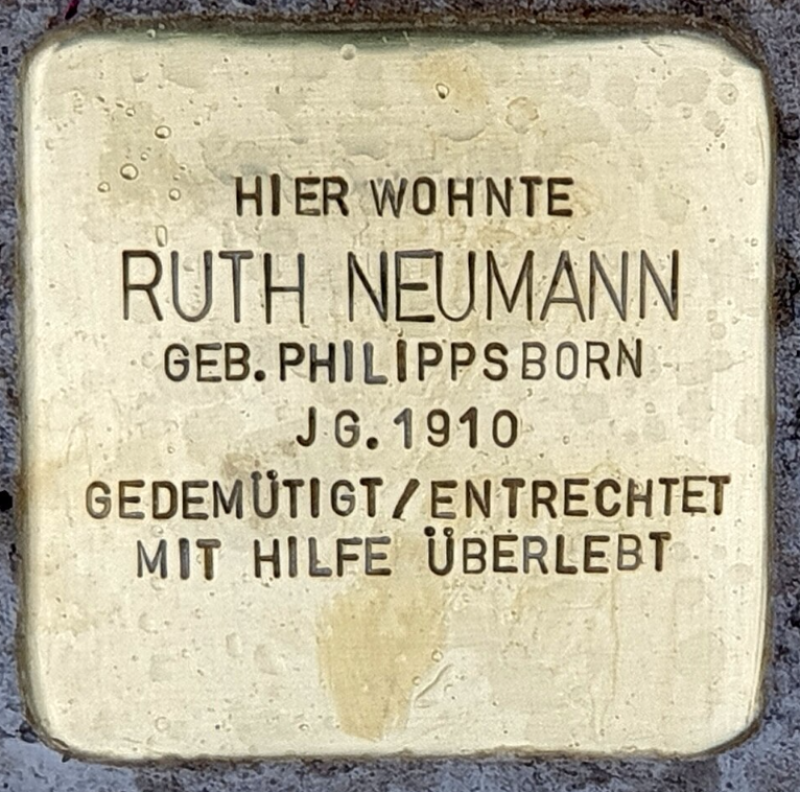 HIER WOHNTE
RUTH NEUMANN
GEB. PHILIPPSBORN
JG. 1910
GEDEMÜTIGT/ENTRECHTET
MIT HILFE ÜBERLEBT